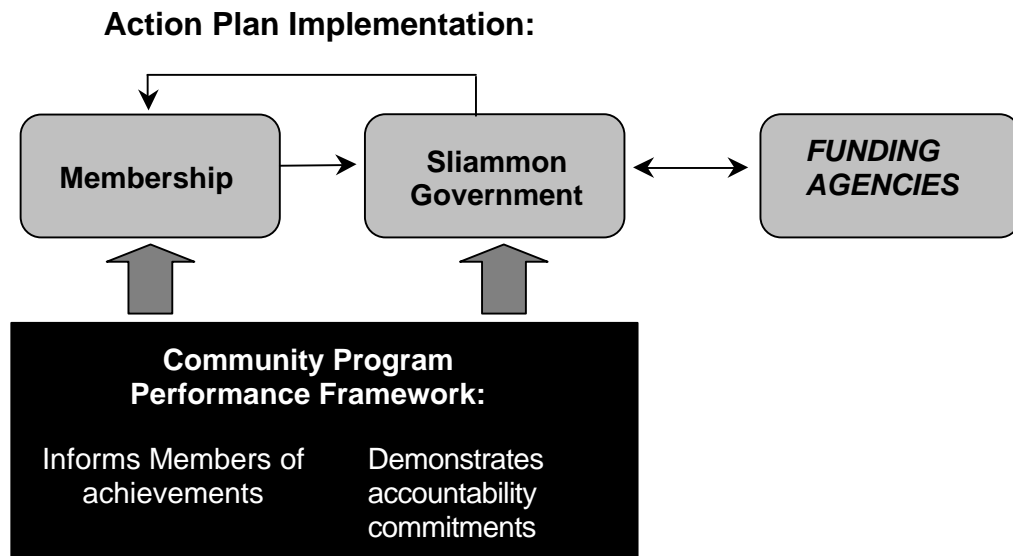 Action Plan Implementation:
Membership
Sliammon
Government
FUNDING
AGENCIES
Community Program
Performance Framework:
Informs Members of
achievements
Demonstrates
accountability
commitments